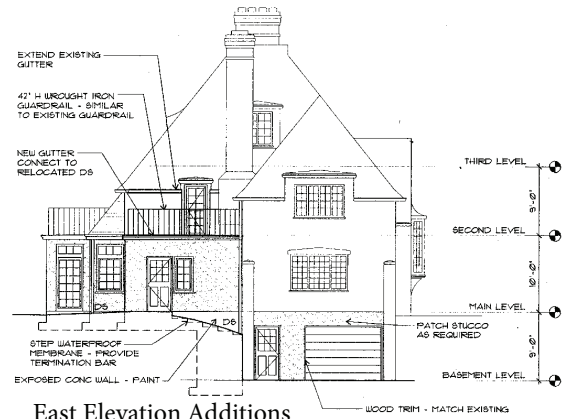 EXTEND EXISTING
GUTTER
42" H WROUGHT IRON
GUARDRAIL - SIMILAR
TO EXISTING GUARDRAIL
NEW GUTTER
CONNECT TO
RELOCATED DS
THIRD LEVEL
9'-0"
SECOND LEVEL
10'-0"
MAIN LEVEL
9'-0"
BASEMENT LEVEL
DS
DS
STEP WATERPROOF
MEMBRANE - PROVIDE
TERMINATION BAR
EXPOSED CONC WALL - PAINT
PATCH STUCCO
AS REQUIRED
WOOD TRIM - MATCH EXISTING
East Elevation Additions